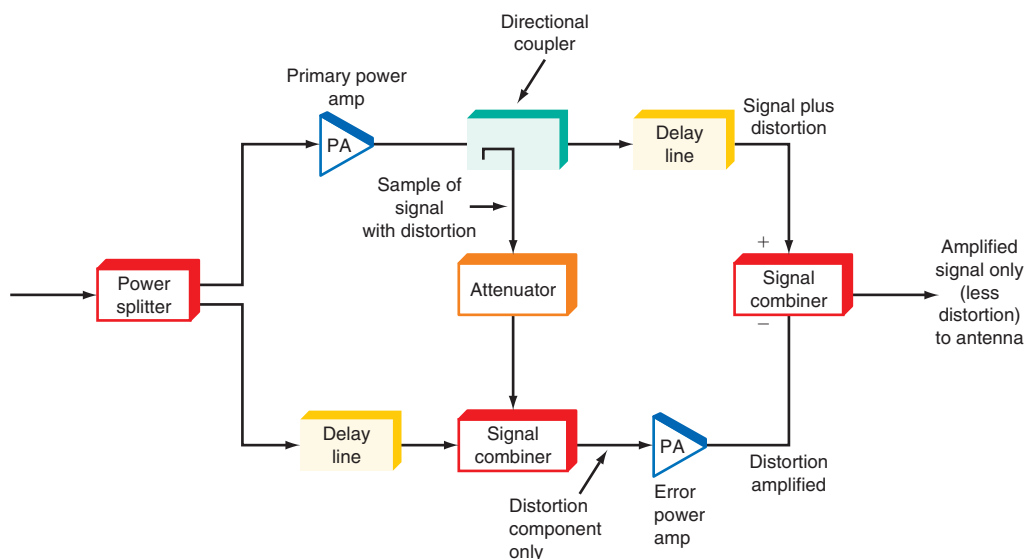 Directional
coupler
Primary power
amp
PA
Delay
line
Signal plus
distortion
Sample of
signal
with distortion
Power
splitter
Attenuator
+
Signal
combiner
−
Amplified
signal only
(less
distortion)
to antenna
Delay
line
Signal
combiner
PA
Distortion
component
only
Error
power
amp
Distortion
amplified